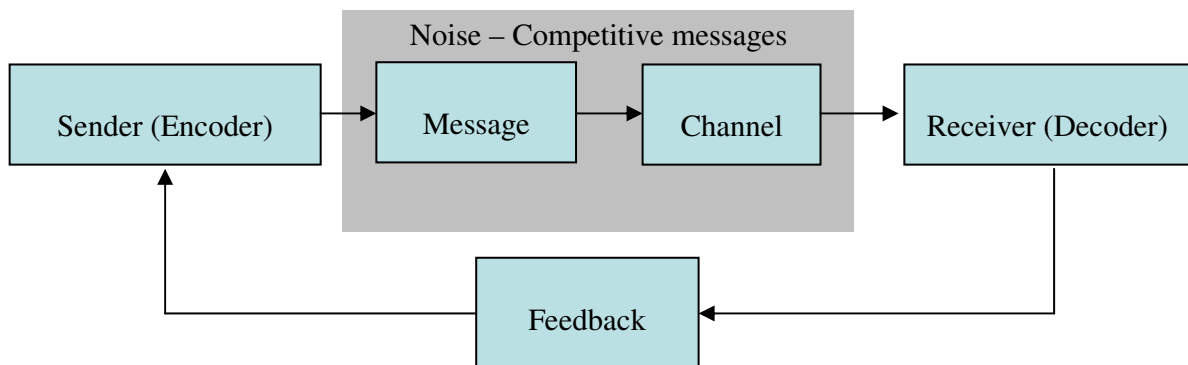 Noise – Competitive messages
Sender (Encoder)
Message
Channel
Receiver (Decoder)
Feedback